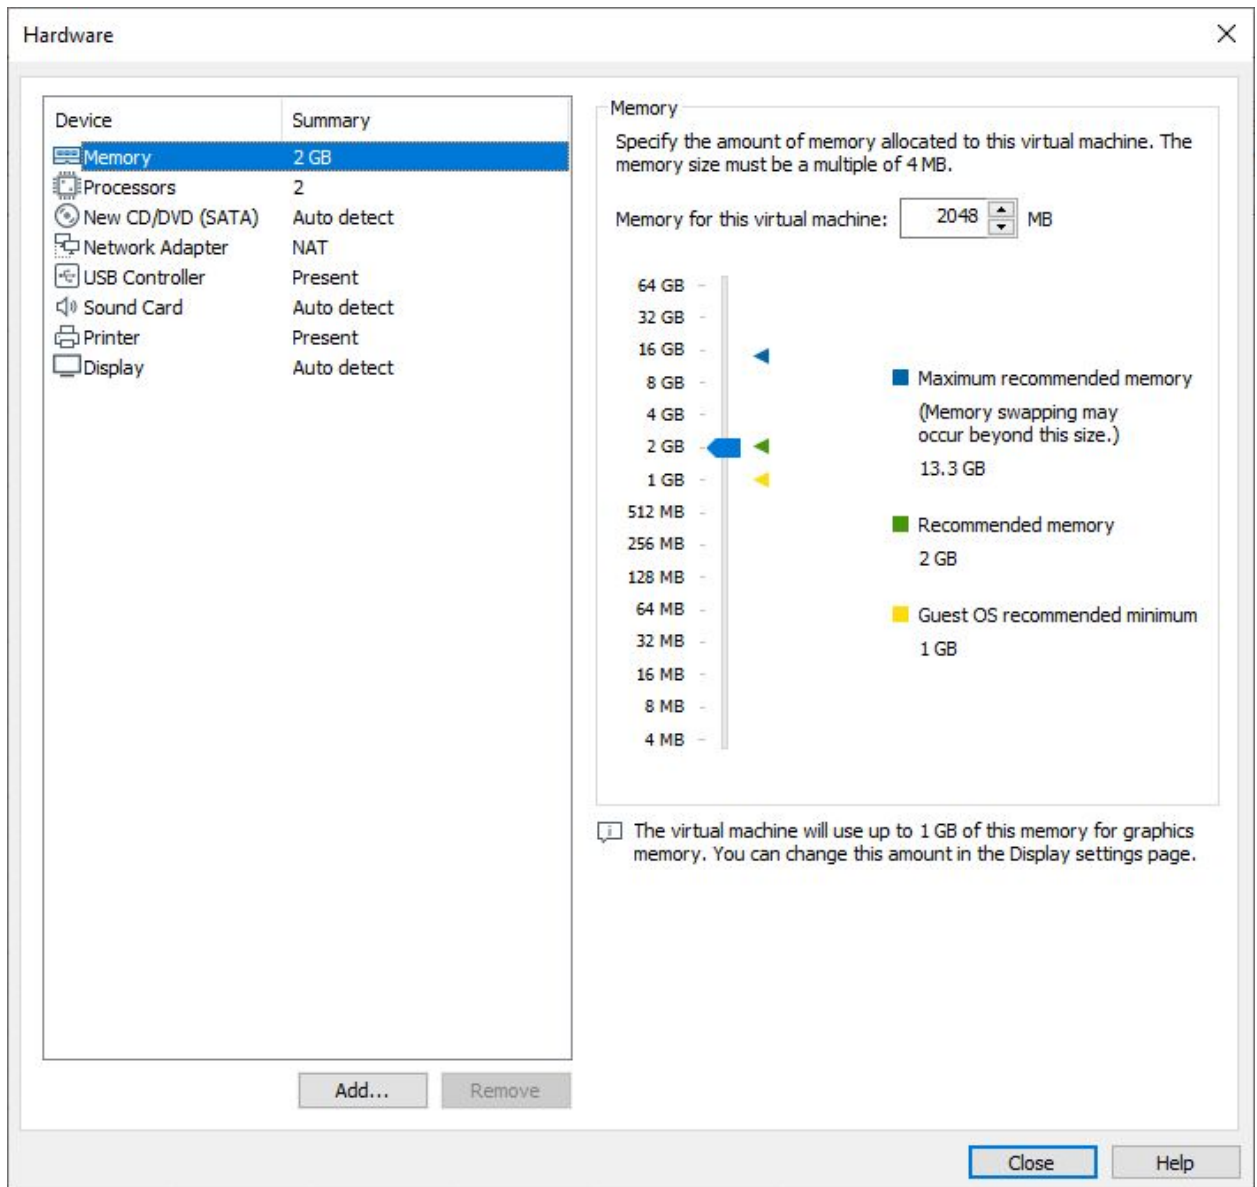 Hardware
Device Summary
Memory 2 GB
Processors 2
New CD/DVD (SATA) Auto detect
Network Adapter NAT
USB Controller Present
Sound Card Auto detect
Printer Present
Display Auto detect
Add...
Remove
Memory
Specify the amount of memory allocated to this virtual machine. The
memory size must be a multiple of 4 MB.
Memory for this virtual machine: 2048 MB
64 GB
32 GB
16 GB
8 GB
4 GB
2 GB
1 GB
512 MB
256 MB
128 MB
64 MB
32 MB
16 MB
8 MB
4 MB
Maximum recommended memory
(Memory swapping may
occur beyond this size.)
13.3 GB
Recommended memory
2 GB
Guest OS recommended minimum
1 GB
The virtual machine will use up to 1 GB of this memory for graphics
memory. You can change this amount in the Display settings page.
Close
Help